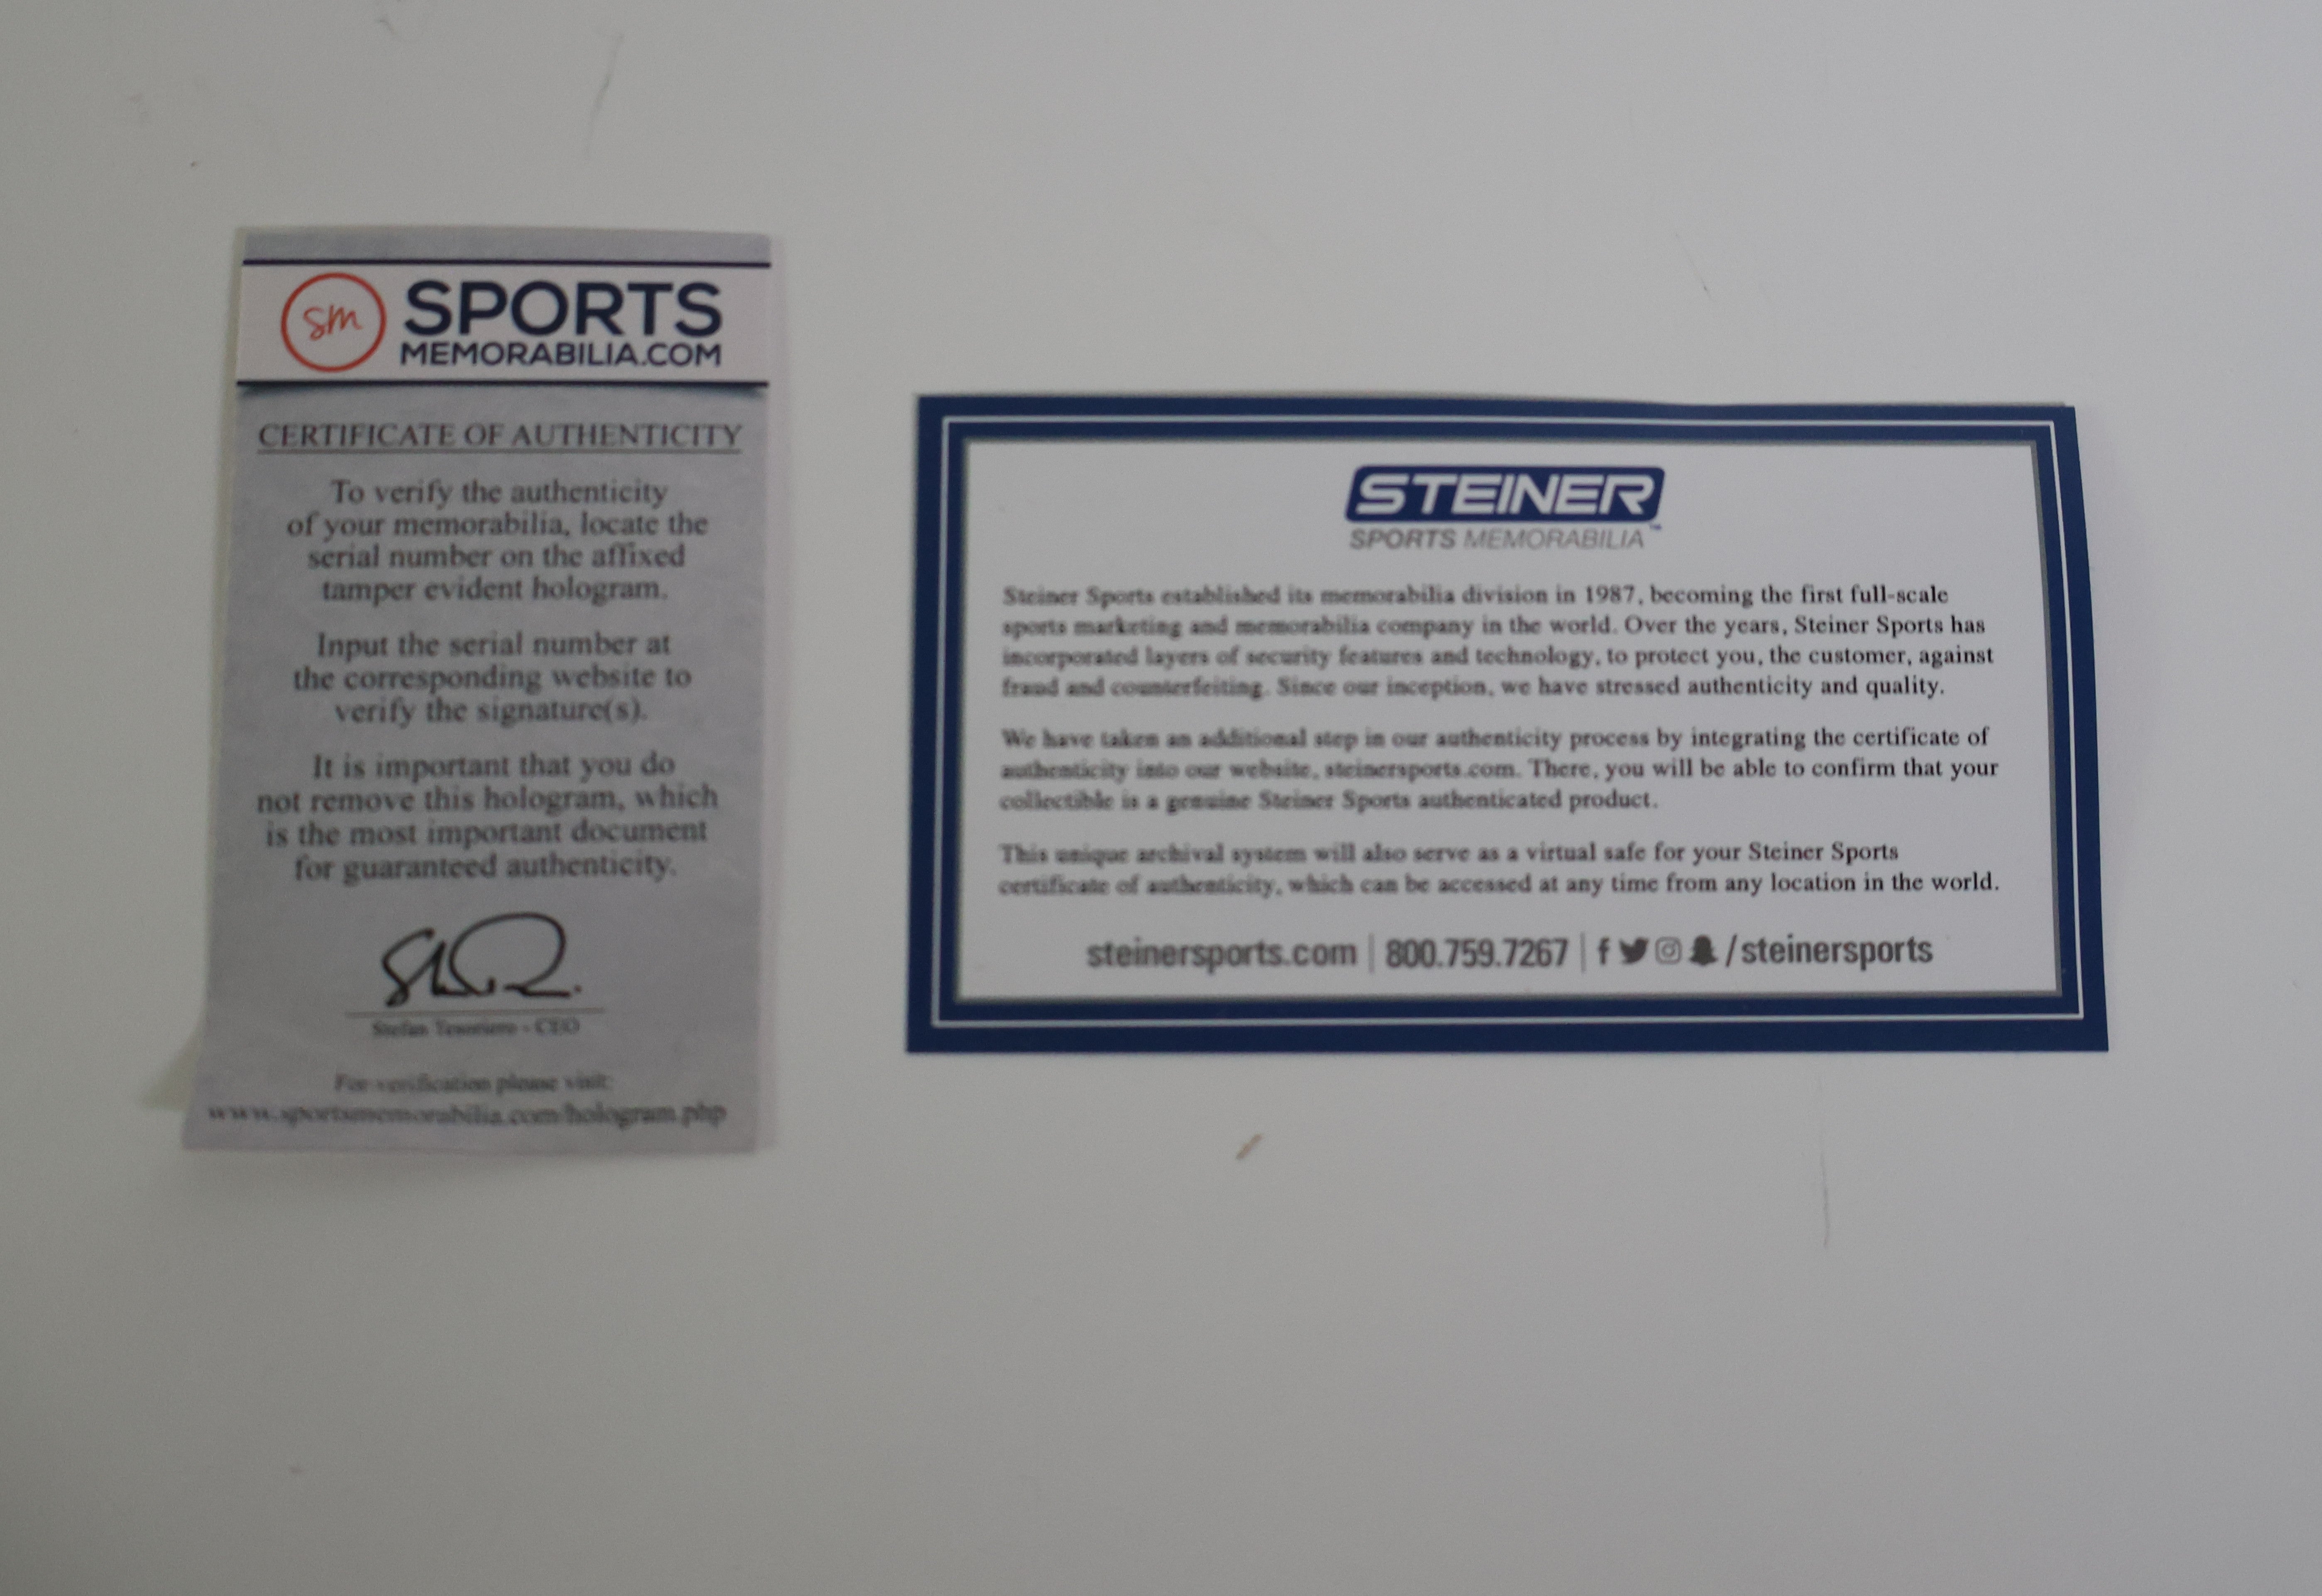 sm
SPORTS
MEMORABILIA.COM
CERTIFICATE OF AUTHENTICITY
To verify the authenticity
of your memorabilia, locate the
serial number on the affixed
tamper evident hologram.
Input the serial number at
the corresponding website to
verify the signature(s).
It is important that you do
not remove this hologram, which
is the most important document
for guaranteed authenticity.
Stefan Tesoriero - CEO
For verification please visit:
www.sportsmemorabilia.com/hologram.php
STEINER
SPORTS MEMORABILIA™
Steiner Sports established its memorabilia division in 1987, becoming the first full-scale
sports marketing and memorabilia company in the world. Over the years, Steiner Sports has
incorporated layers of security features and technology, to protect you, the customer, against
fraud and counterfeiting. Since our inception, we have stressed authenticity and quality.
We have taken an additional step in our authenticity process by integrating the certificate of
authenticity into our website, steinersports.com. There, you will be able to confirm that your
collectible is a genuine Steiner Sports authenticated product.
This unique archival system will also serve as a virtual safe for your Steiner Sports
certificate of authenticity, which can be accessed at any time from any location in the world.
steinersports.com | 800.759.7267 | f /steinersports